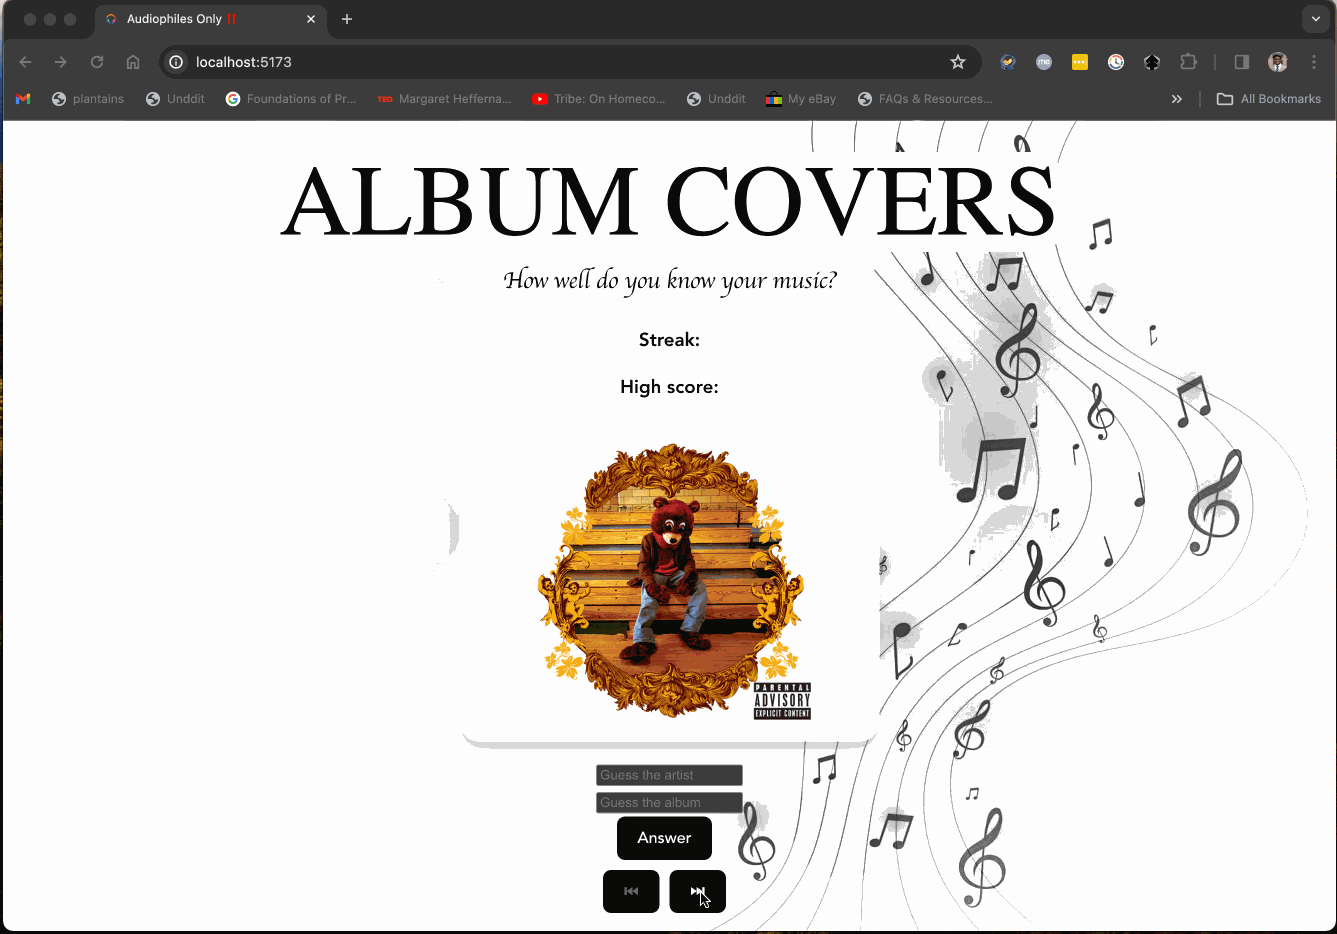 Audiophiles Only ‼️
localhost:5173
plantains
Unddit
Foundations of Pr...
TED
Margaret Hefferna...
Tribe: On Homeco...
Unddit
My eBay
FAQs & Resources...
All Bookmarks
ALBUM COVERS
How well do you know your music?
Streak:
High score:
PARENTAL
ADVISORY
EXPLICIT CONTENT
Guess the artist
Guess the album
Answer